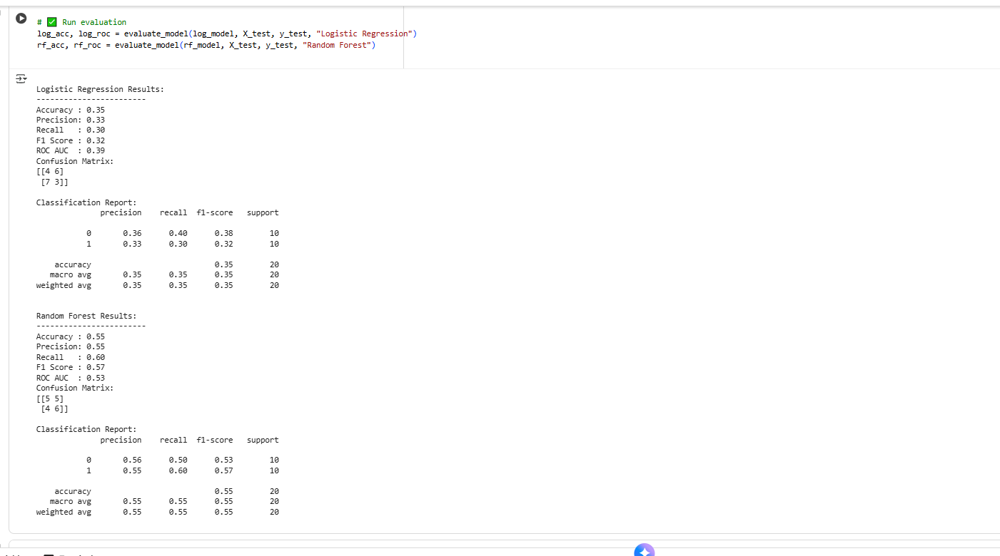 # ✅ Run evaluation
log_acc, log_roc = evaluate_model(log_model, X_test, y_test, "Logistic Regression")
rf_acc, rf_roc = evaluate_model(rf_model, X_test, y_test, "Random Forest")
Logistic Regression Results:
------------------------
Accuracy : 0.35
Precision: 0.33
Recall   : 0.30
F1 Score : 0.32
ROC AUC  : 0.39
Confusion Matrix:
[[4 6]
 [7 3]]
Classification Report:
              precision    recall  f1-score   support
           0       0.36      0.40      0.38        10
           1       0.33      0.30      0.32        10
    accuracy                           0.35        20
   macro avg       0.35      0.35      0.35        20
weighted avg       0.35      0.35      0.35        20
Random Forest Results:
------------------------
Accuracy : 0.55
Precision: 0.55
Recall   : 0.60
F1 Score : 0.57
ROC AUC  : 0.53
Confusion Matrix:
[[5 5]
 [4 6]]
Classification Report:
              precision    recall  f1-score   support
           0       0.56      0.50      0.53        10
           1       0.55      0.60      0.57        10
    accuracy                           0.55        20
   macro avg       0.55      0.55      0.55        20
weighted avg       0.55      0.55      0.55        20